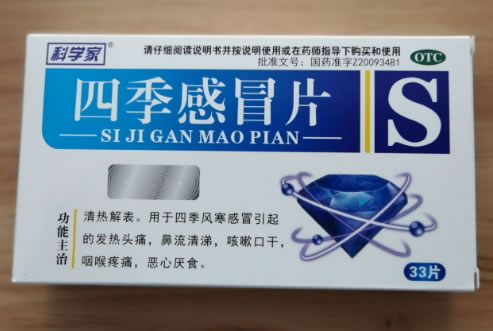 科学家
请仔细阅读说明书并按说明使用或在药师指导下购买和使用
批准文号：国药准字Z20093481
OTC
四季感冒片
SI JI GAN MAO PIAN
S
功能主治
清热解表。用于四季风寒感冒引起
的发热头痛，鼻流清涕，咳嗽口干，
咽喉疼痛，恶心厌食。
33片